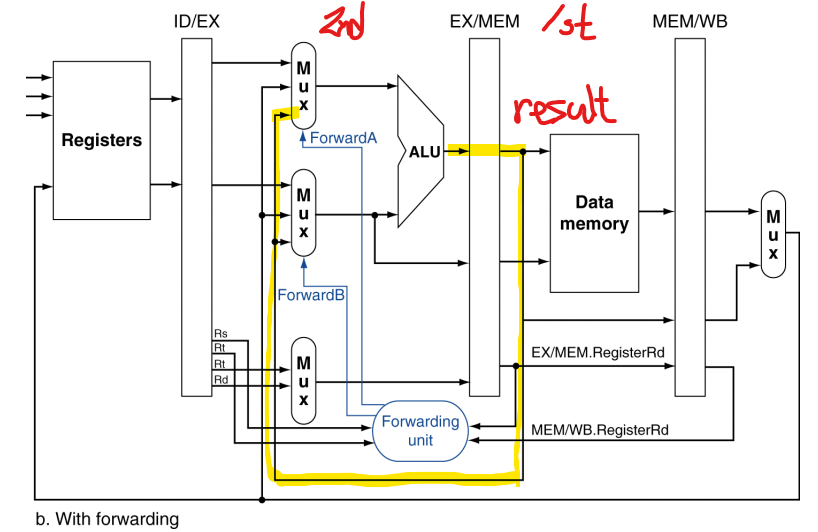 2nd
1st
ID/EX
EX/MEM
MEM/WB
Mux
result
Registers
ForwardA
ALU
Data
memory
Mux
Mux
ForwardB
Rs
Rt
Rt
Rd
Mux
EX/MEM.RegisterRd
Forwarding
unit
MEM/WB.RegisterRd
b. With forwarding